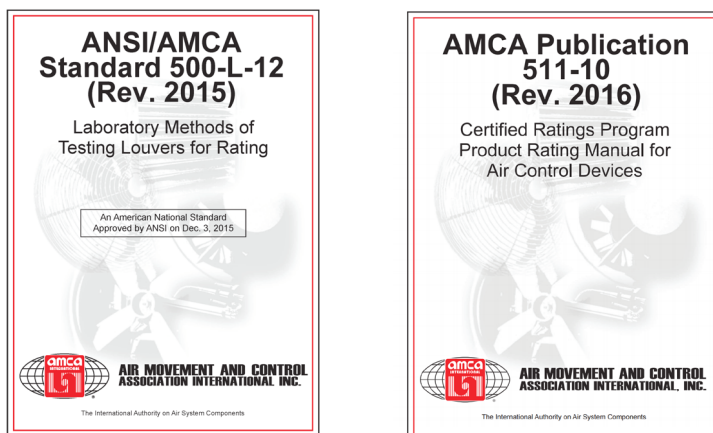 ANSI/AMCA
Standard 500-L-12
(Rev. 2015)
Laboratory Methods of
Testing Louvers for Rating
An American National Standard
Approved by ANSI on Dec. 3, 2015
amca
INTERNATIONAL
®
AIR MOVEMENT AND CONTROL
ASSOCIATION INTERNATIONAL INC.
The International Authority on Air System Components
AMCA Publication
511-10
(Rev. 2016)
Certified Ratings Program
Product Rating Manual for
Air Control Devices
amca
INTERNATIONAL
®
AIR MOVEMENT AND CONTROL
ASSOCIATION INTERNATIONAL, INC.
The International Authority on Air System Components